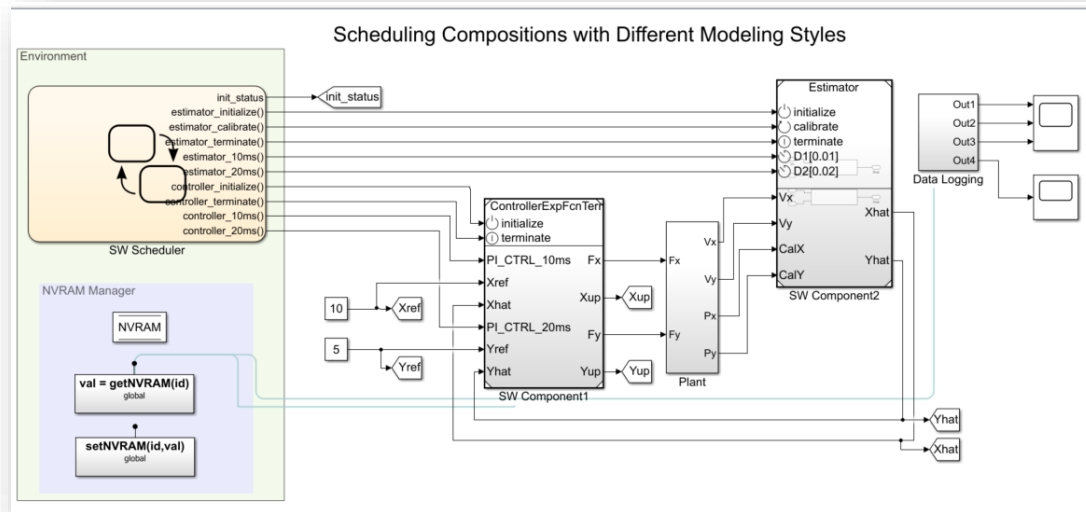 Scheduling Compositions with Different Modeling Styles
Environment
init_status
estimator_initialize()
estimator_calibrate()
estimator_terminate()
estimator_10ms()
estimator_20ms()
controller_initialize()
controller_terminate()
controller_10ms()
controller_20ms()
SW Scheduler
init_status
NVRAM Manager
NVRAM
val = getNVRAM(id)
global
setNVRAM(id,val)
global
10
Xref
5
Yref
ControllerExpFcnTerm
initialize
terminate
PI_CTRL_10ms
Xref
Xhat
PI_CTRL_20ms
Yref
Yhat
Fx
Xup
Fy
Yup
SW Component1
Xup
Yup
Fx
Fy
Vx
Vy
Px
Py
Plant
Estimator
initialize
calibrate
terminate
D1[0.01]
D2[0.02]
Vx
Vy
CalX
CalY
Xhat
Yhat
SW Component2
Out1
Out2
Out3
Out4
Data Logging
Yhat
Xhat